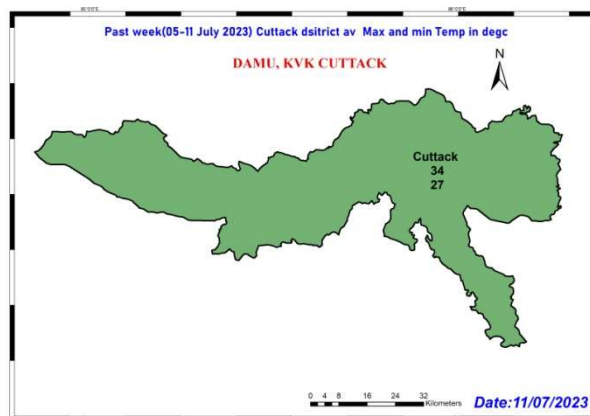 Past week(05-11 July 2023) Cuttack dsitrict av Max and min Temp in degc
DAMU, KVK CUTTACK
N
Cuttack
34
27
0 4 8 16 24 32
Kilometers
Date:11/07/2023